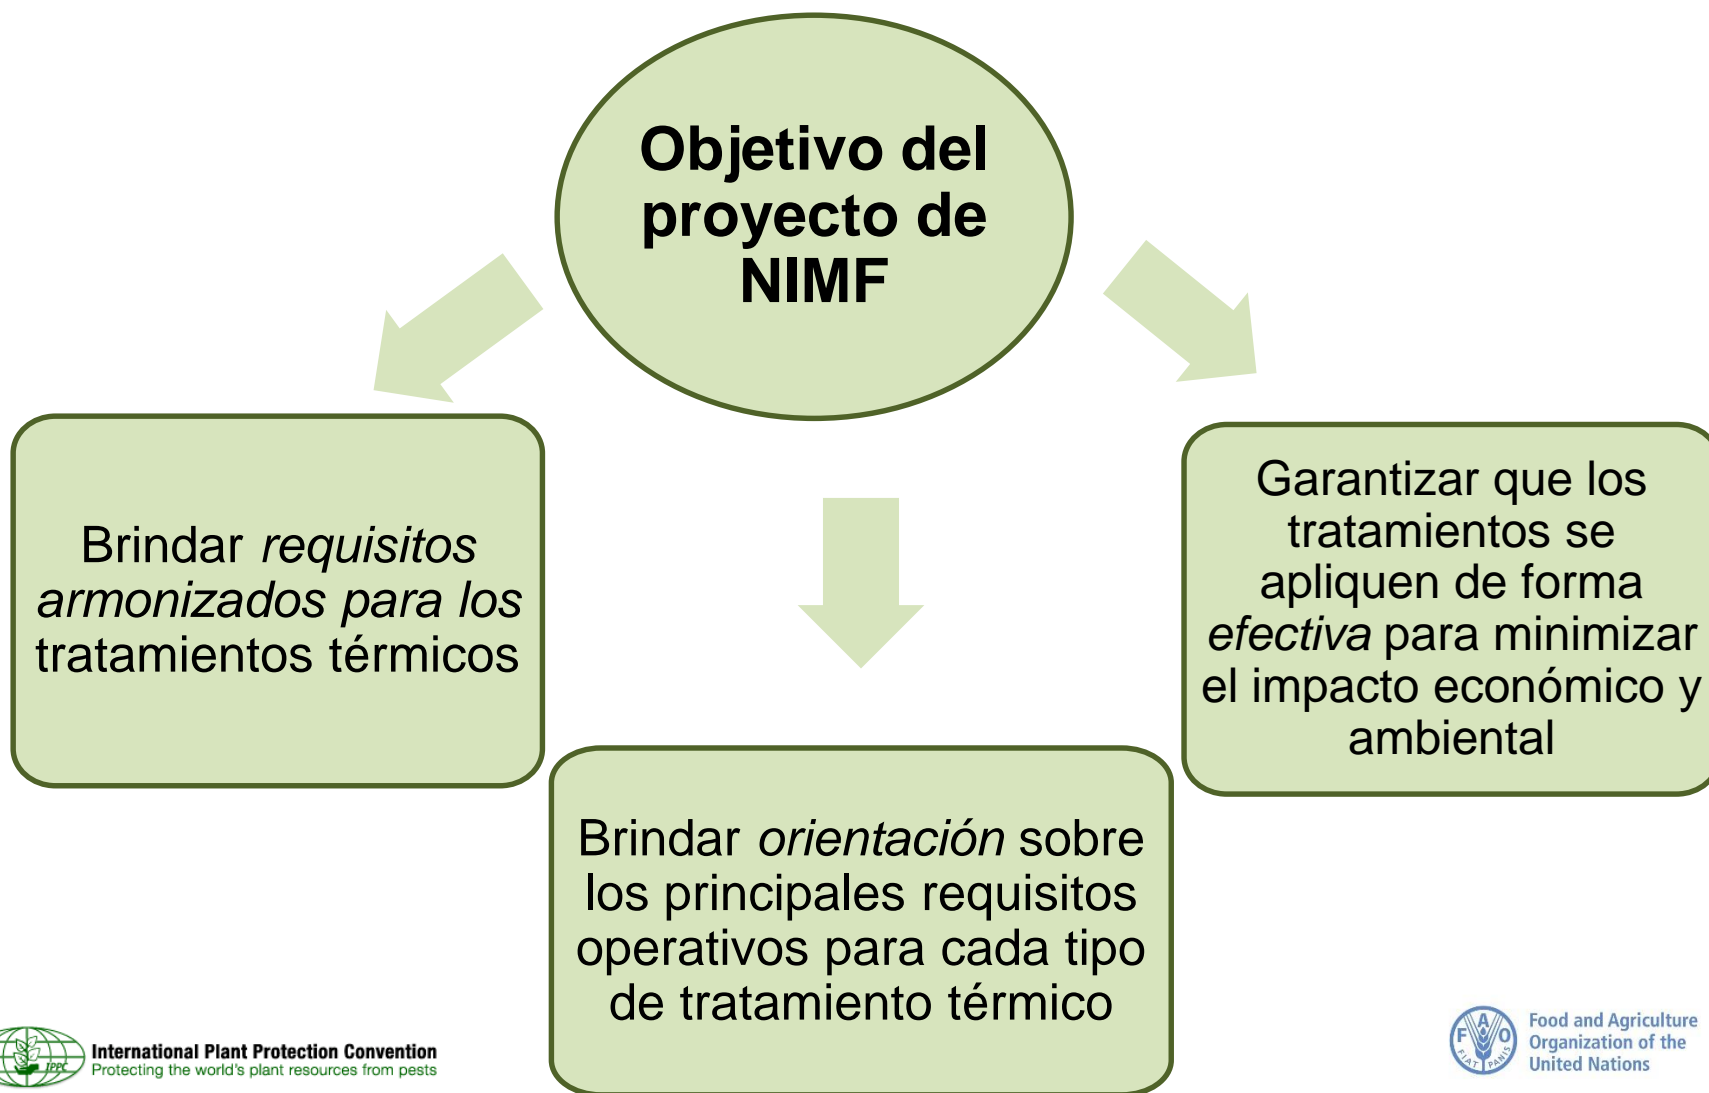 Objetivo del
proyecto de
NIMF
Brindar requisitos
armonizados para los
tratamientos térmicos
Brindar orientación sobre
los principales requisitos
operativos para cada tipo
de tratamiento térmico
Garantizar que los
tratamientos se
apliquen de forma
efectiva para minimizar
el impacto económico y
ambiental
IPPC
International Plant Protection Convention
Protecting the world's plant resources from pests
F A O
FIAT PANIS
Food and Agriculture
Organization of the
United Nations